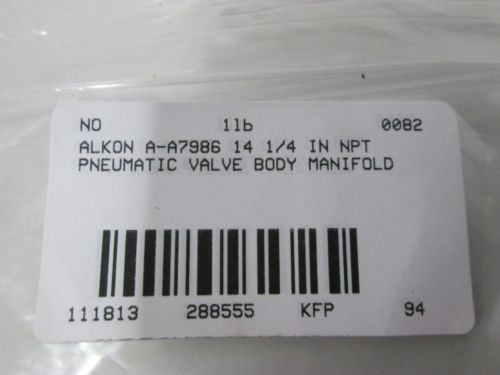 NO 1lb 0082
ALKON A-A7986 14 1/4 IN NPT
PNEUMATIC VALVE BODY MANIFOLD
111813 288555 KFP 94